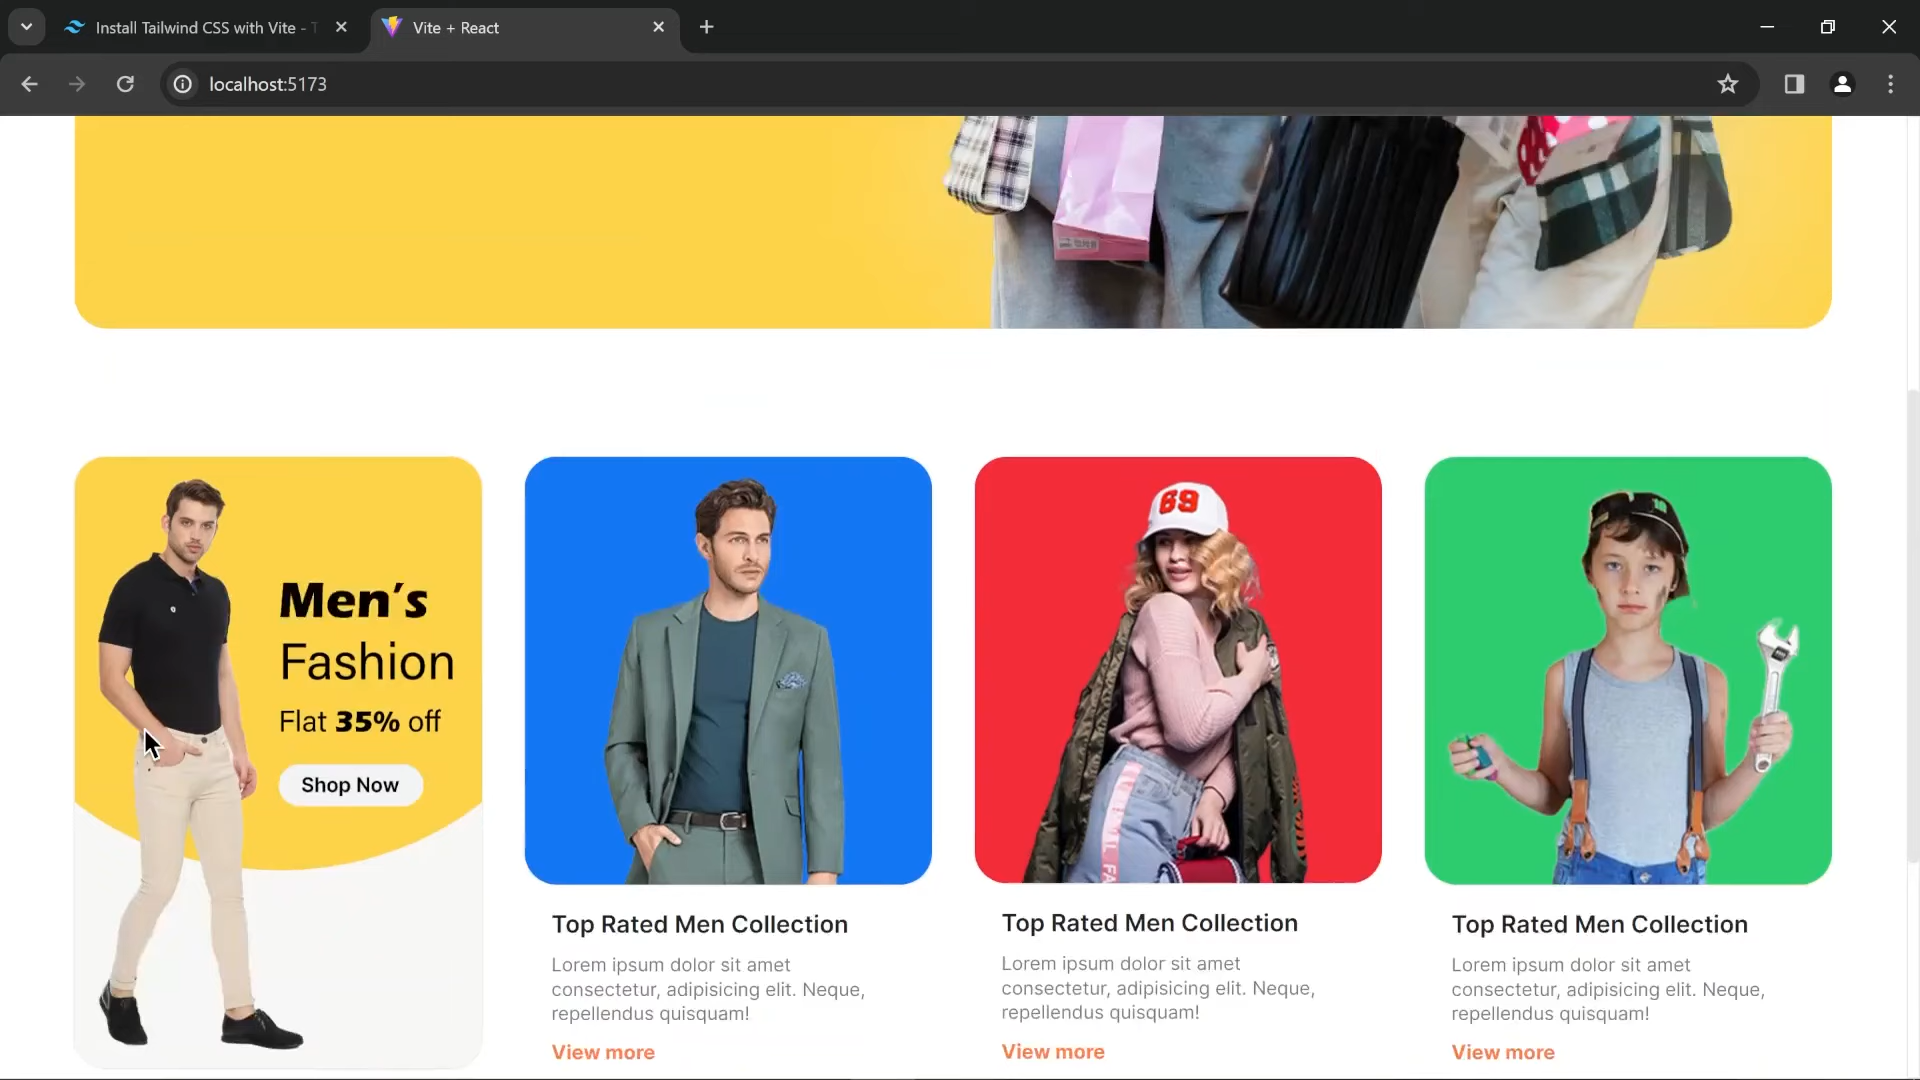 Install Tailwind CSS with Vite -
Vite + React
localhost:5173
69
Men's
Fashion
Flat 35% off
Shop Now
Top Rated Men Collection
Lorem ipsum dolor sit amet
consectetur, adipisicing elit. Neque,
repellendus quisquam!
View more
Top Rated Men Collection
Lorem ipsum dolor sit amet
consectetur, adipisicing elit. Neque,
repellendus quisquam!
View more
Top Rated Men Collection
Lorem ipsum dolor sit amet
consectetur, adipisicing elit. Neque,
repellendus quisquam!
View more